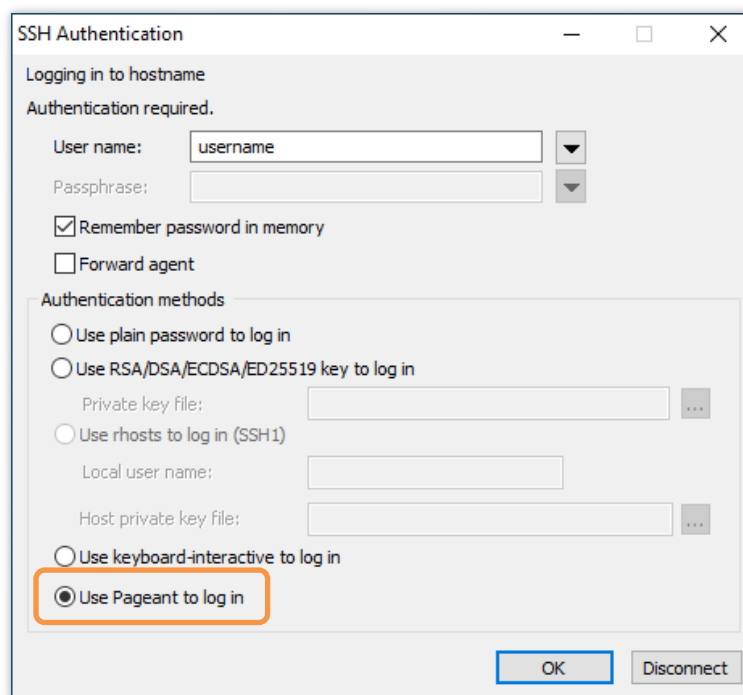 SSH Authentication
Logging in to hostname
Authentication required.
User name: username
Passphrase:
Remember password in memory
Forward agent
Authentication methods
Use plain password to log in
Use RSA/DSA/ECDSA/ED25519 key to log in
Private key file: ...
Use rhosts to log in (SSH1)
Local user name:
Host private key file: ...
Use keyboard-interactive to log in
Use Pageant to log in
OK Disconnect